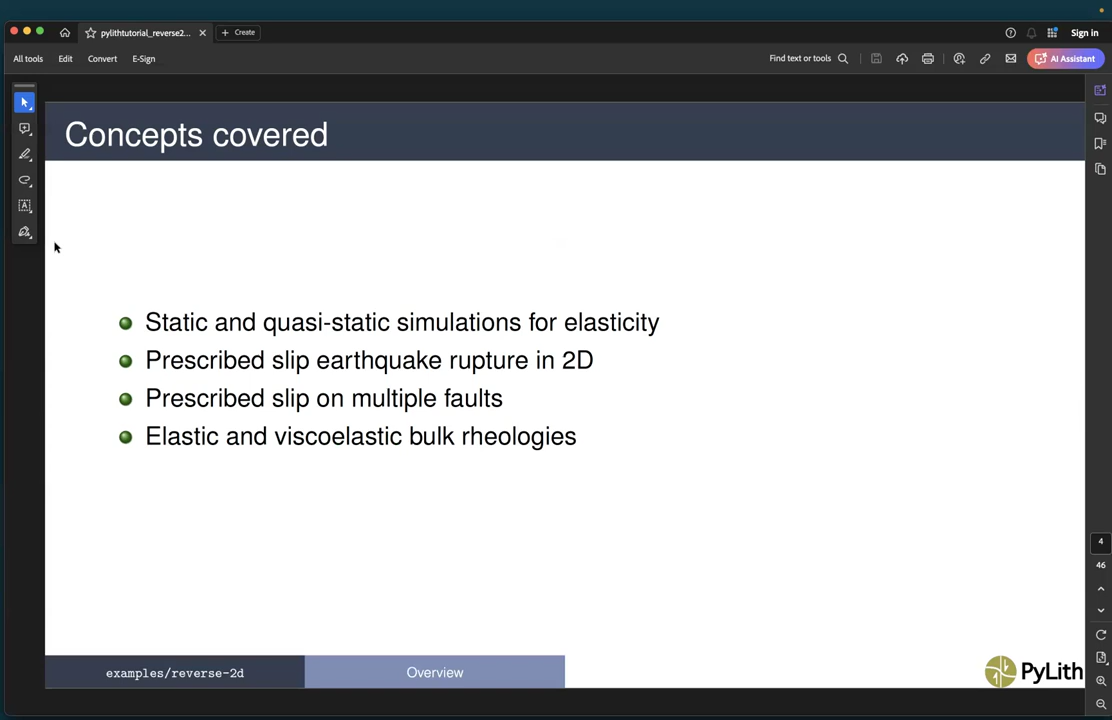 pylithtutorial_reverse2...
Create
Sign in
All tools
Edit
Convert
E-Sign
Find text or tools
AI Assistant
Concepts covered
Static and quasi-static simulations for elasticity
Prescribed slip earthquake rupture in 2D
Prescribed slip on multiple faults
Elastic and viscoelastic bulk rheologies
4
46
examples/reverse-2d
Overview
PyLith